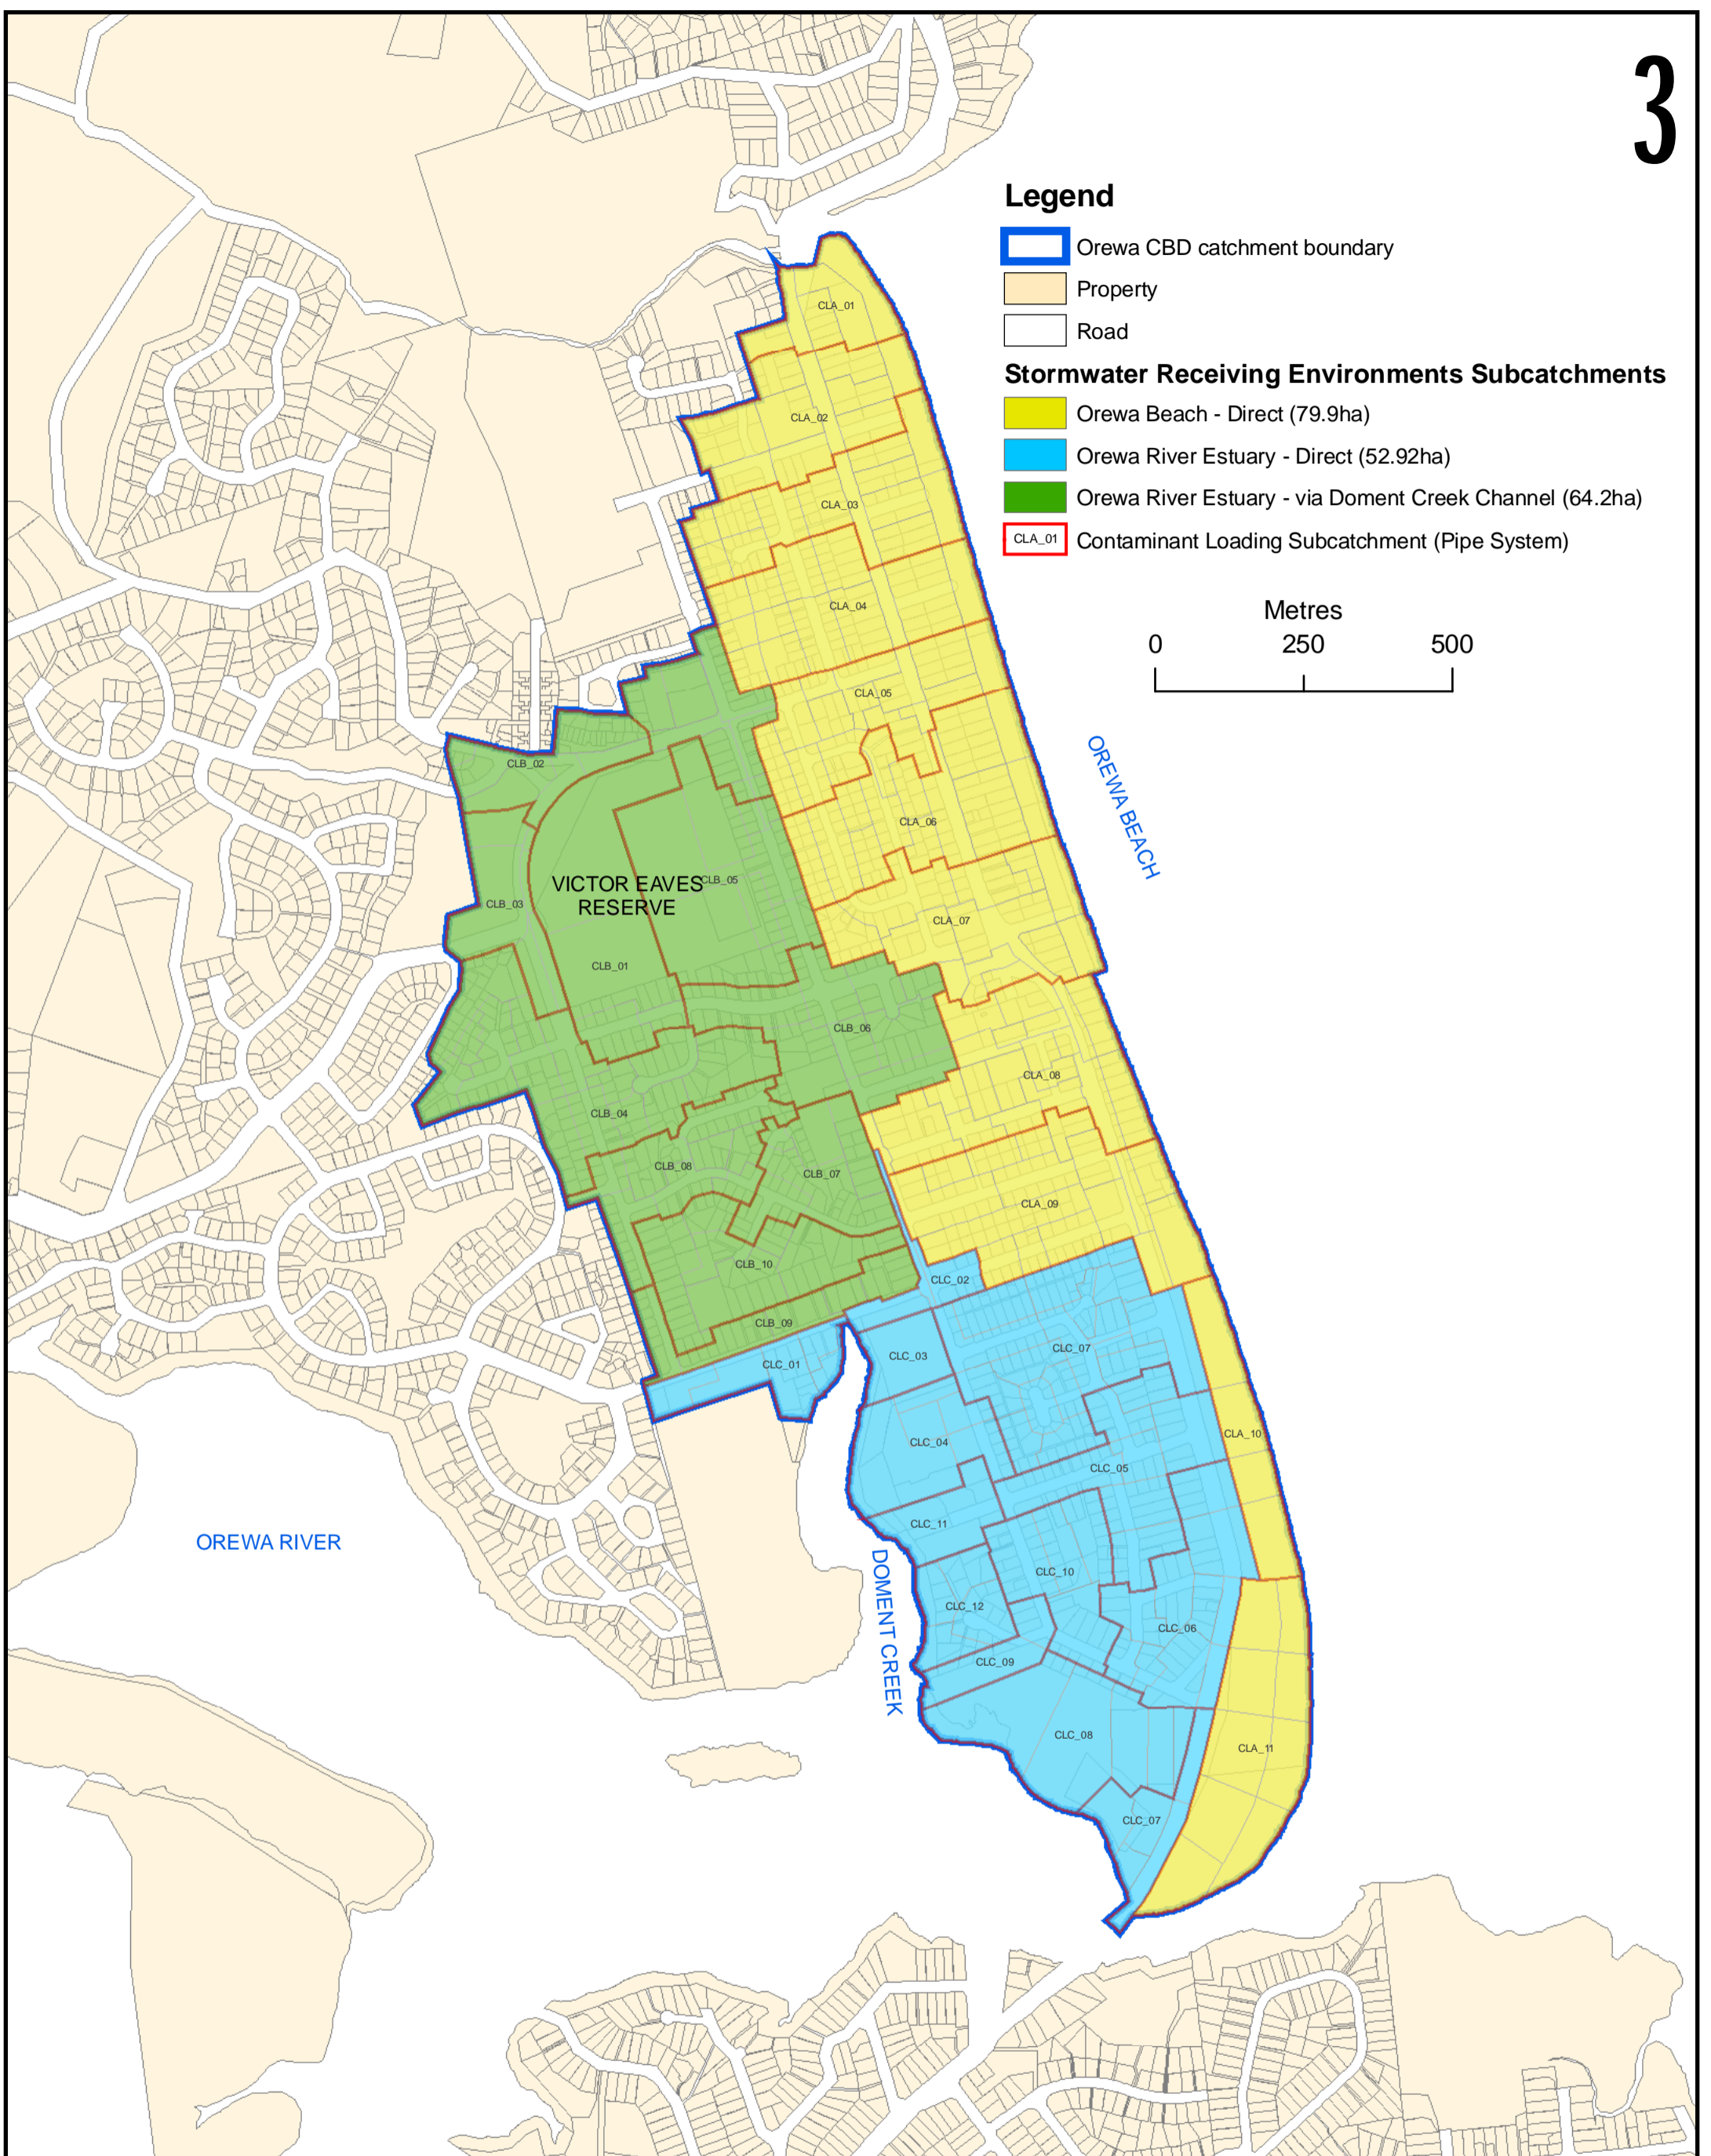 3
Legend
Orewa CBD catchment boundary
Property
Road
Stormwater Receiving Environments Subcatchments
Orewa Beach - Direct (79.9ha)
Orewa River Estuary - Direct (52.92ha)
Orewa River Estuary - via Doment Creek Channel (64.2ha)
CLA_01 Contaminant Loading Subcatchment (Pipe System)
Metres
0 250 500
CLA_01
CLA_02
CLA_03
CLA_04
CLA_05
OREWA BEACH
CLB_02
CLA_06
VICTOR EAVES
RESERVE
CLB_05
CLB_03
CLA_07
CLB_01
CLB_06
CLA_08
CLB_04
CLB_08
CLB_07
CLA_09
CLB_10
CLC_02
CLB_09
CLC_01
CLC_03
CLC_07
CLA_10
CLC_04
CLC_05
CLC_11
OREWA RIVER
DOMENT CREEK
CLC_10
CLC_12
CLC_06
CLC_09
CLC_08
CLA_11
CLC_07